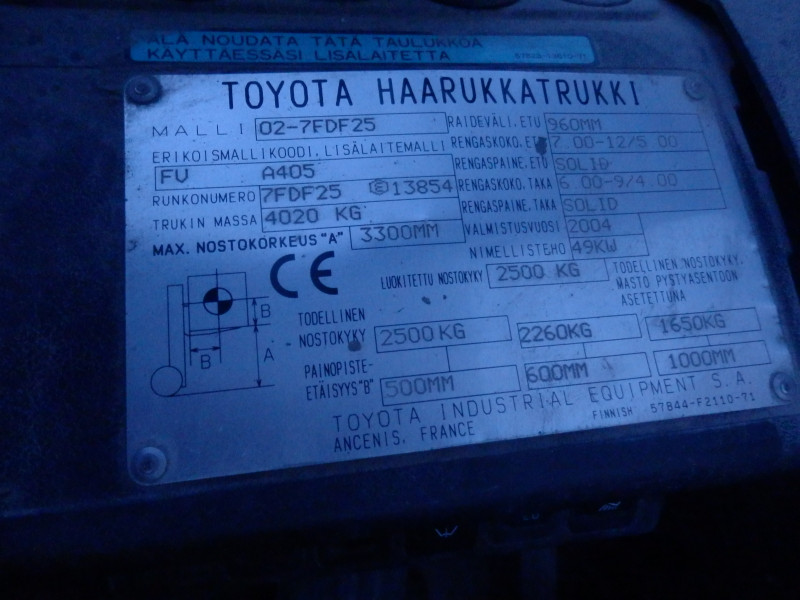 ÄLÄ NOUDATA TÄTÄ TAULUKKOA
KÄYTTÄESSÄSI LISÄLAITETTA
TOYOTA HAARUKKATRUKKI
MALLI 02-7FDF25
ERIKOISMALLIKOODI, LISÄLAITEMALLI
FV A405
RUNKONUMERO 7FDF25 E13854
TRUKIN MASSA 4020 KG
MAX. NOSTOKORKEUS "A" 3300MM
RAIDEVÄLI. ETU 960MM
RENGASKOKO. ETU 7.00-12/5.00
RENGASPAINE. ETU SOLID
RENGASKOKO. TAKA 6.00-9/4.00
RENGASPAINE. TAKA SOLID
VALMISTUSVUOSI 2004
NIMELLISTEHO 49KW
CE
LUOKITETTU NOSTOKYKY 2500 KG
TODELLINEN NOSTOKYKY.
MASTO PYSTYASENTOON
ASETETTUNA
B
B
A
TODELLINEN
NOSTOKYKY 2500KG 2260KG 1650KG
PAINOPISTE-
ETÄISYYS"B" 500MM 600MM 1000MM
TOYOTA INDUSTRIAL EQUIPMENT S.A.
ANCENIS, FRANCE
FINNISH 57844-F2110-71